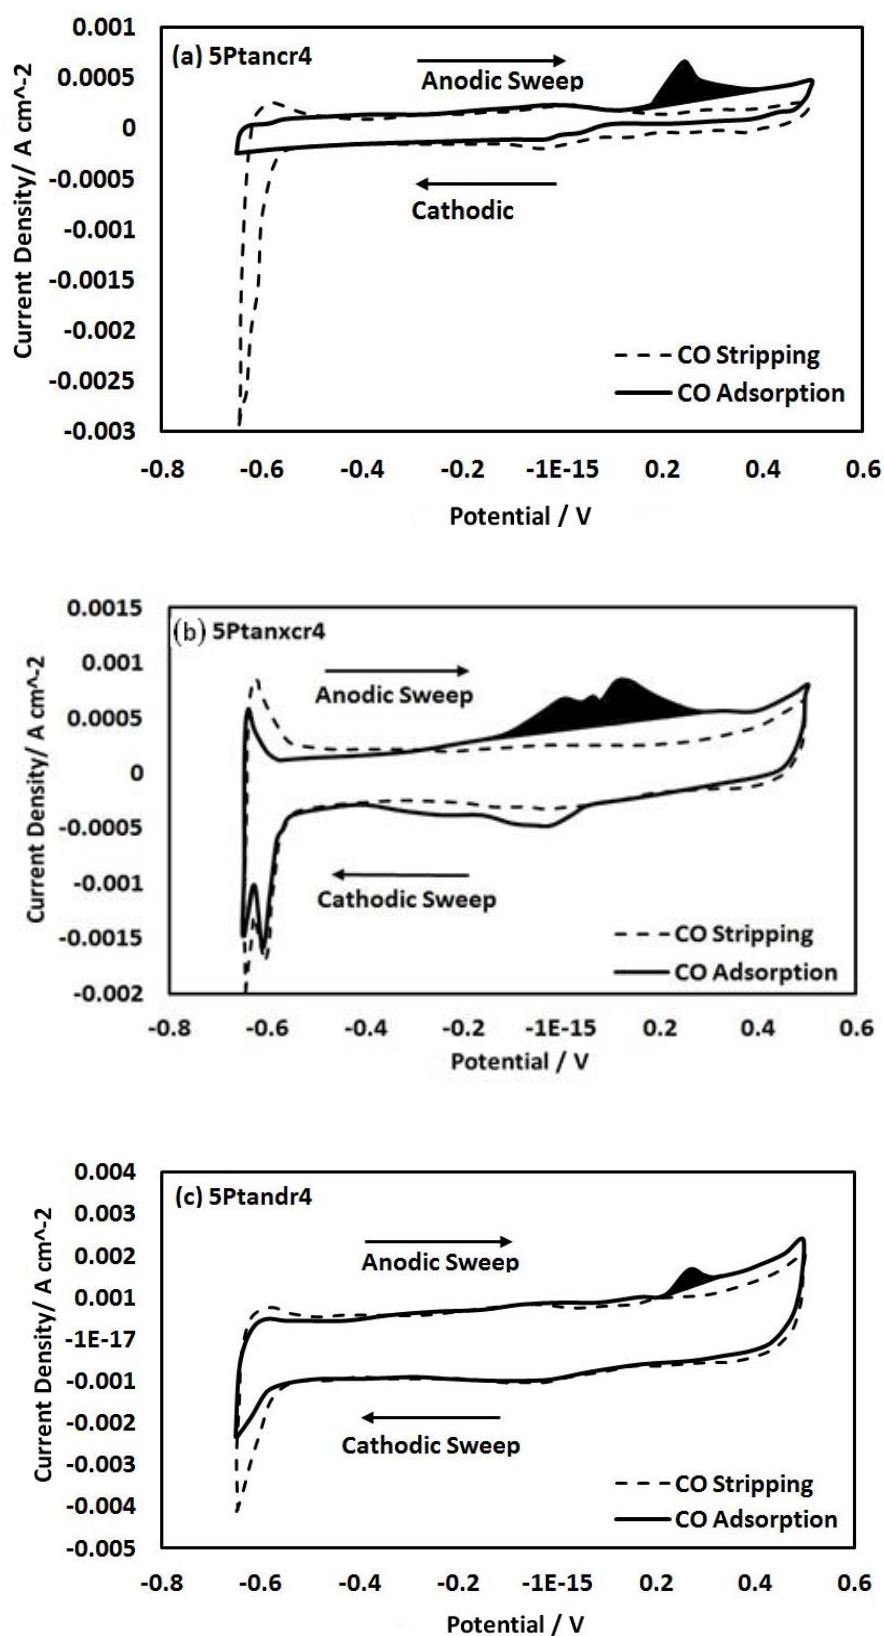 (a) 5Ptancr4
Anodic Sweep
Cathodic
CO Stripping
CO Adsorption
Current Density/ A cm^-2
0.001
0.0005
0
-0.0005
-0.001
-0.0015
-0.002
-0.0025
-0.003
-0.8 -0.6 -0.4 -0.2 -1E-15 0.2 0.4 0.6
Potential / V
(b) 5Ptanxcr4
Anodic Sweep
Cathodic Sweep
CO Stripping
CO Adsorption
Current Density/ A cm^-2
0.0015
0.001
0.0005
0
-0.0005
-0.001
-0.0015
-0.002
-0.8 -0.6 -0.4 -0.2 -1E-15 0.2 0.4 0.6
Potential / V
(c) 5Ptandr4
Anodic Sweep
Cathodic Sweep
CO Stripping
CO Adsorption
Current Density/ A cm^-2
0.004
0.003
0.002
0.001
-1E-17
-0.001
-0.002
-0.003
-0.004
-0.005
-0.8 -0.6 -0.4 -0.2 -1E-15 0.2 0.4 0.6
Potential / V